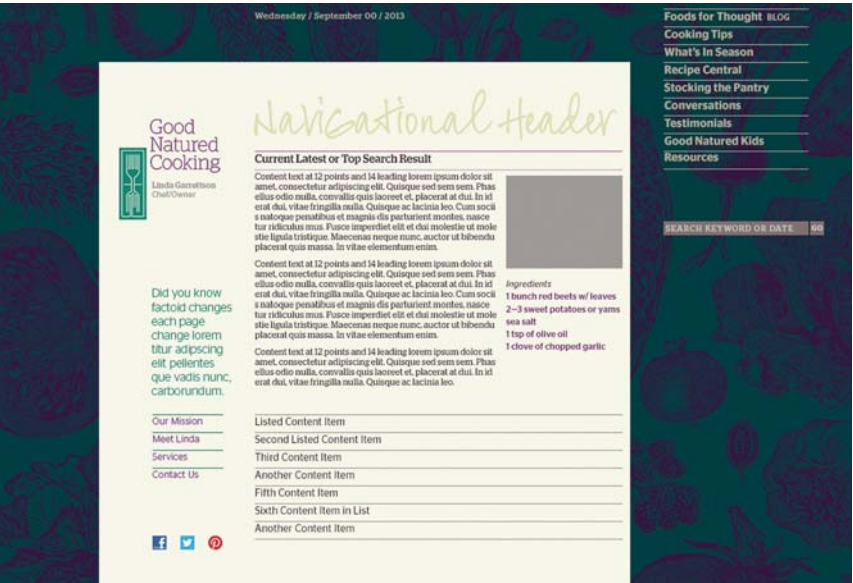 Wednesday / September 00 / 2013
Foods for Thought BLOG
Cooking Tips
What's In Season
Recipe Central
Stocking the Pantry
Conversations
Testimonials
Good Natured Kids
Resources
SEARCH KEYWORD OR DATE GO
Good
Natured
Cooking
Linda Garrettson
Chef/Owner
Did you know
factoid changes
each page
change lorem
titur adipscing
elit pellentes
que vadis nunc,
carborundum.
Our Mission
Meet Linda
Services
Contact Us
Navigational Header
Current Latest or Top Search Result
Content text at 12 points and 14 leading lorem ipsum dolor sit
amet, consectetur adipiscing elit. Quisque sed sem sem. Phas
ellus odio nulla, convallis quis laoreet et, placerat at dui. In id
erat dui, vitae fringilla nulla. Quisque ac lacinia leo. Cum socii
s natoque penatibus et magnis dis parturient montes, nasce
tur ridiculus mus. Fusce imperdiet elit et dui molestie ut mole
stie ligula tristique. Maecenas neque nunc, auctor ut bibendu
placerat quis massa. In vitae elementum enim.
Content text at 12 points and 14 leading lorem ipsum dolor sit
amet, consectetur adipiscing elit. Quisque sed sem sem. Phas
ellus odio nulla, convallis quis laoreet et, placerat at dui. In id
erat dui, vitae fringilla nulla. Quisque ac lacinia leo. Cum socii
s natoque penatibus et magnis dis parturient montes, nasce
tur ridiculus mus. Fusce imperdiet elit et dui molestie ut mole
stie ligula tristique. Maecenas neque nunc, auctor ut bibendu
placerat quis massa. In vitae elementum enim.
Content text at 12 points and 14 leading lorem ipsum dolor sit
amet, consectetur adipiscing elit. Quisque sed sem sem. Phas
ellus odio nulla, convallis quis laoreet et, placerat at dui. In id
erat dui, vitae fringilla nulla. Quisque ac lacinia leo.
Ingredients
1 bunch red beets w/ leaves
2–3 sweet potatoes or yams
sea salt
1 tsp of olive oil
1 clove of chopped garlic
Listed Content Item
Second Listed Content Item
Third Content Item
Another Content Item
Fifth Content Item
Sixth Content Item in List
Another Content Item